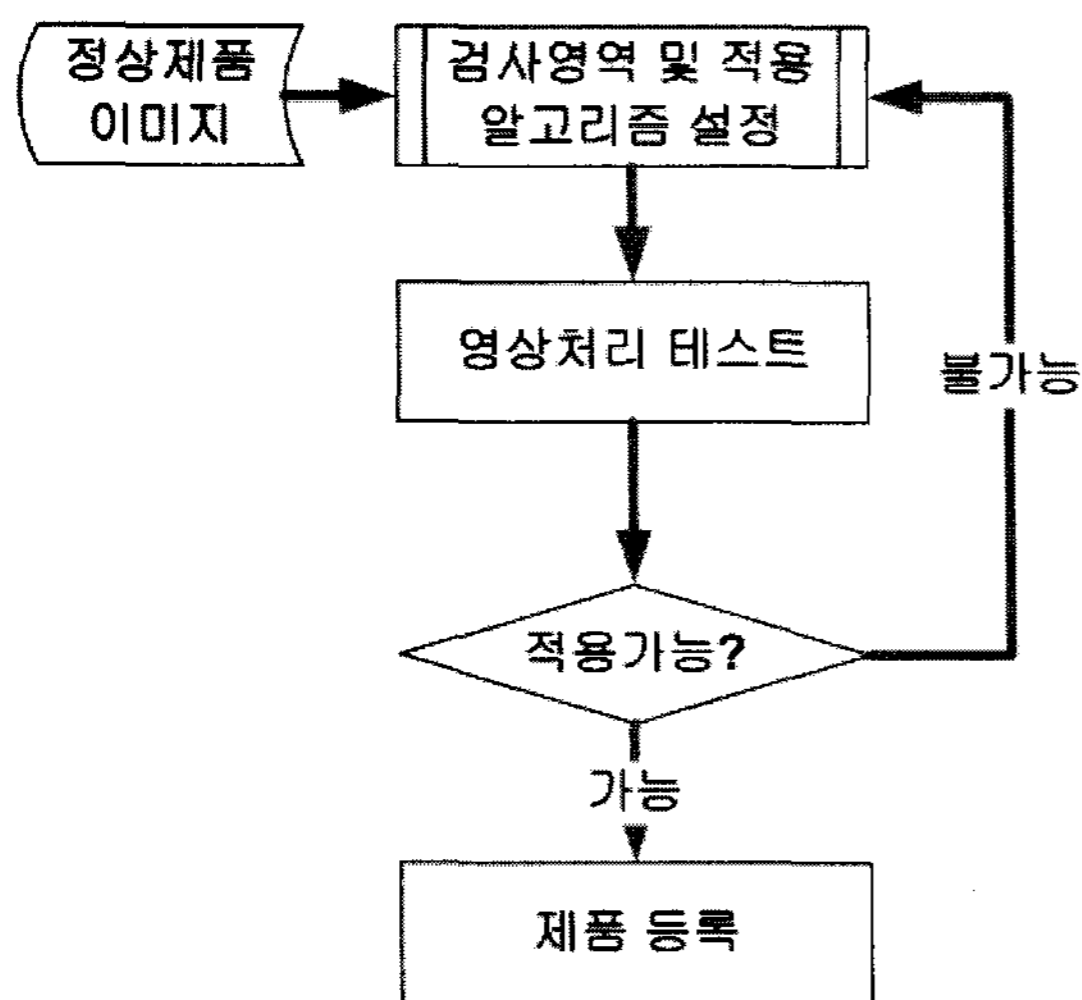 정상제품
이미지
검사영역 및 적용
알고리즘 설정
영상처리 테스트
불가능
적용가능?
가능
제품 등록